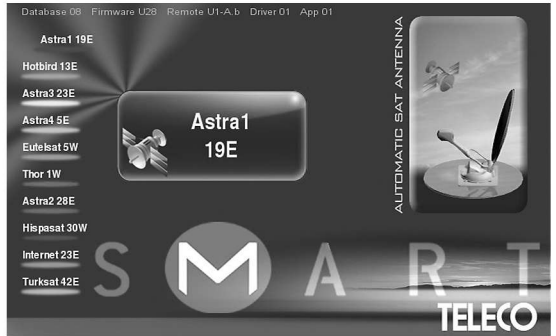 Database 08 Firmware U28 Remote U1-A.b Driver 01 App 01
Astra1 19E
Hotbird 13E
Astra3 23E
Astra4 5E
Eutelsat 5W
Thor 1W
Astra2 28E
Hispasat 30W
Internet 23E
Turksat 42E
Astra1
19E
AUTOMATIC SAT ANTENNA
SMART
TELECO